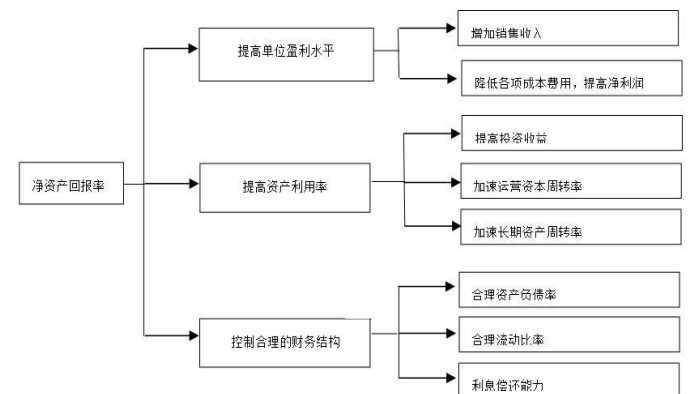 净资产回报率
提高单位盈利水平
增加销售收入
降低各项成本费用，提高净利润
提高资产利用率
提高投资收益
加速运营资本周转率
加速长期资产周转率
控制合理的财务结构
合理资产负债率
合理流动比率
利息偿还能力